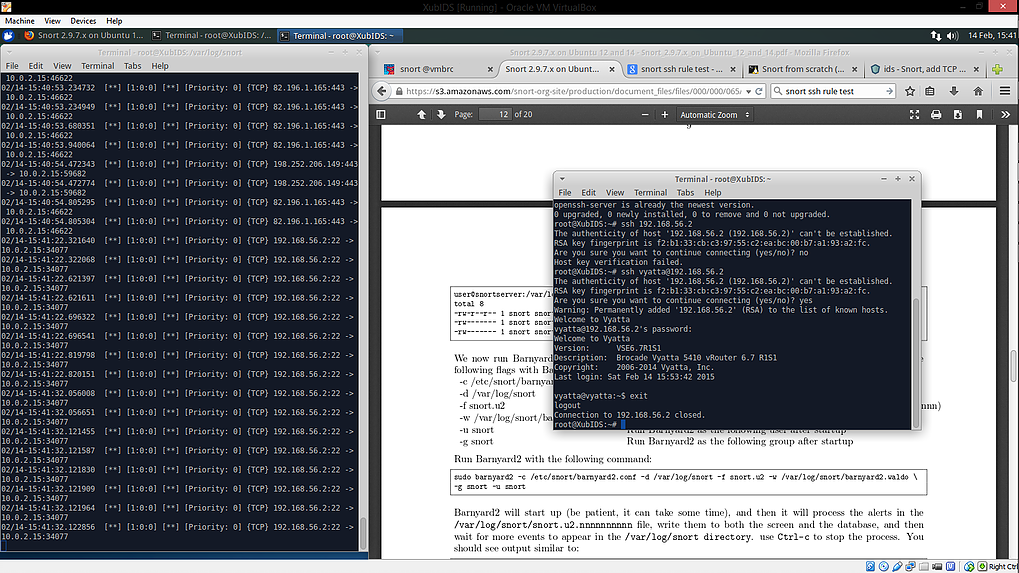 XubIDS [Running] - Oracle VM VirtualBox
Machine View Devices Help
Snort 2.9.7.x on Ubuntu 1... Terminal - root@XubIDS: /... Terminal - root@XubIDS: ~ 14 Feb, 15:41
Terminal - root@XubIDS: /var/log/snort
File Edit View Terminal Tabs Help
10.0.2.15:46622
02/14-15:40:53.234732 [**] [1:0:0] [**] [Priority: 0] {TCP} 82.196.1.165:443 ->
10.0.2.15:46622
02/14-15:40:53.234949 [**] [1:0:0] [**] [Priority: 0] {TCP} 82.196.1.165:443 ->
10.0.2.15:46622
02/14-15:40:53.680351 [**] [1:0:0] [**] [Priority: 0] {TCP} 82.196.1.165:443 ->
10.0.2.15:46622
02/14-15:40:53.940064 [**] [1:0:0] [**] [Priority: 0] {TCP} 82.196.1.165:443 ->
10.0.2.15:46622
02/14-15:40:54.472343 [**] [1:0:0] [**] [Priority: 0] {TCP} 198.252.206.149:443
-> 10.0.2.15:59682
02/14-15:40:54.472774 [**] [1:0:0] [**] [Priority: 0] {TCP} 198.252.206.149:443
-> 10.0.2.15:59682
02/14-15:40:54.805295 [**] [1:0:0] [**] [Priority: 0] {TCP} 82.196.1.165:443 ->
10.0.2.15:46622
02/14-15:40:54.805304 [**] [1:0:0] [**] [Priority: 0] {TCP} 82.196.1.165:443 ->
10.0.2.15:46622
02/14-15:41:22.321640 [**] [1:0:0] [**] [Priority: 0] {TCP} 192.168.56.2:22 ->
10.0.2.15:34077
02/14-15:41:22.322068 [**] [1:0:0] [**] [Priority: 0] {TCP} 192.168.56.2:22 ->
10.0.2.15:34077
02/14-15:41:22.621397 [**] [1:0:0] [**] [Priority: 0] {TCP} 192.168.56.2:22 ->
10.0.2.15:34077
02/14-15:41:22.621611 [**] [1:0:0] [**] [Priority: 0] {TCP} 192.168.56.2:22 ->
10.0.2.15:34077
02/14-15:41:22.696322 [**] [1:0:0] [**] [Priority: 0] {TCP} 192.168.56.2:22 ->
10.0.2.15:34077
02/14-15:41:22.696541 [**] [1:0:0] [**] [Priority: 0] {TCP} 192.168.56.2:22 ->
10.0.2.15:34077
02/14-15:41:22.819798 [**] [1:0:0] [**] [Priority: 0] {TCP} 192.168.56.2:22 ->
10.0.2.15:34077
02/14-15:41:22.820151 [**] [1:0:0] [**] [Priority: 0] {TCP} 192.168.56.2:22 ->
10.0.2.15:34077
02/14-15:41:32.056008 [**] [1:0:0] [**] [Priority: 0] {TCP} 192.168.56.2:22 ->
10.0.2.15:34077
02/14-15:41:32.056651 [**] [1:0:0] [**] [Priority: 0] {TCP} 192.168.56.2:22 ->
10.0.2.15:34077
02/14-15:41:32.121455 [**] [1:0:0] [**] [Priority: 0] {TCP} 192.168.56.2:22 ->
10.0.2.15:34077
02/14-15:41:32.121587 [**] [1:0:0] [**] [Priority: 0] {TCP} 192.168.56.2:22 ->
10.0.2.15:34077
02/14-15:41:32.121830 [**] [1:0:0] [**] [Priority: 0] {TCP} 192.168.56.2:22 ->
10.0.2.15:34077
02/14-15:41:32.121909 [**] [1:0:0] [**] [Priority: 0] {TCP} 192.168.56.2:22 ->
10.0.2.15:34077
02/14-15:41:32.121964 [**] [1:0:0] [**] [Priority: 0] {TCP} 192.168.56.2:22 ->
10.0.2.15:34077
02/14-15:41:32.122856 [**] [1:0:0] [**] [Priority: 0] {TCP} 192.168.56.2:22 ->
10.0.2.15:34077
Snort 2.9.7.x on Ubuntu 12 and 14 - Snort_2.9.7.x_on_Ubuntu_12_and_14.pdf - Mozilla Firefox
snort @vmbrc Snort 2.9.7.x on Ubunt... snort ssh rule test - ... Snort from scratch (... ids - Snort, add TCP ...
https://s3.amazonaws.com/snort-org-site/production/document_files/files/000/000/065/ snort ssh rule test
Page: 12 of 20 Automatic Zoom
9
user@snortserver:/var/l
total 8
-rw-r--r-- 1 snort snor
-rw------- 1 snort snor
-rw------- 1 snort snor
We now run Barnyard
following flags with Ba
-c /etc/snort/barnya
-d /var/log/snort
-f snort.u2
-w /var/log/snort/ba
nnn)
-u snort Run Barnyard2 as the following user after startup
-g snort Run Barnyard2 as the following group after startup
Run Barnyard2 with the following command:
sudo barnyard2 -c /etc/snort/barnyard2.conf -d /var/log/snort -f snort.u2 -w /var/log/snort/barnyard2.waldo \
-g snort -u snort
Barnyard2 will start up (be patient, it can take some time), and then it will process the alerts in the
/var/log/snort/snort.u2.nnnnnnnnnn file, write them to both the screen and the database, and then
wait for more events to appear in the /var/log/snort directory. use Ctrl-c to stop the process. You
should see output similar to:
Terminal - root@XubIDS: ~
File Edit View Terminal Tabs Help
openssh-server is already the newest version.
0 upgraded, 0 newly installed, 0 to remove and 0 not upgraded.
root@XubIDS:~# ssh 192.168.56.2
The authenticity of host '192.168.56.2 (192.168.56.2)' can't be established.
RSA key fingerprint is f2:b1:33:cb:c3:97:55:c2:ea:bc:00:b7:a1:93:a2:fc.
Are you sure you want to continue connecting (yes/no)? no
Host key verification failed.
root@XubIDS:~# ssh vyatta@192.168.56.2
The authenticity of host '192.168.56.2 (192.168.56.2)' can't be established.
RSA key fingerprint is f2:b1:33:cb:c3:97:55:c2:ea:bc:00:b7:a1:93:a2:fc.
Are you sure you want to continue connecting (yes/no)? yes
Warning: Permanently added '192.168.56.2' (RSA) to the list of known hosts.
Welcome to Vyatta
vyatta@192.168.56.2's password:
Welcome to Vyatta
Version: VSE6.7R1S1
Description: Brocade Vyatta 5410 vRouter 6.7 R1S1
Copyright: 2006-2014 Vyatta, Inc.
Last login: Sat Feb 14 15:53:42 2015
vyatta@vyatta:~$ exit
logout
Connection to 192.168.56.2 closed.
root@XubIDS:~#
Right Ctrl